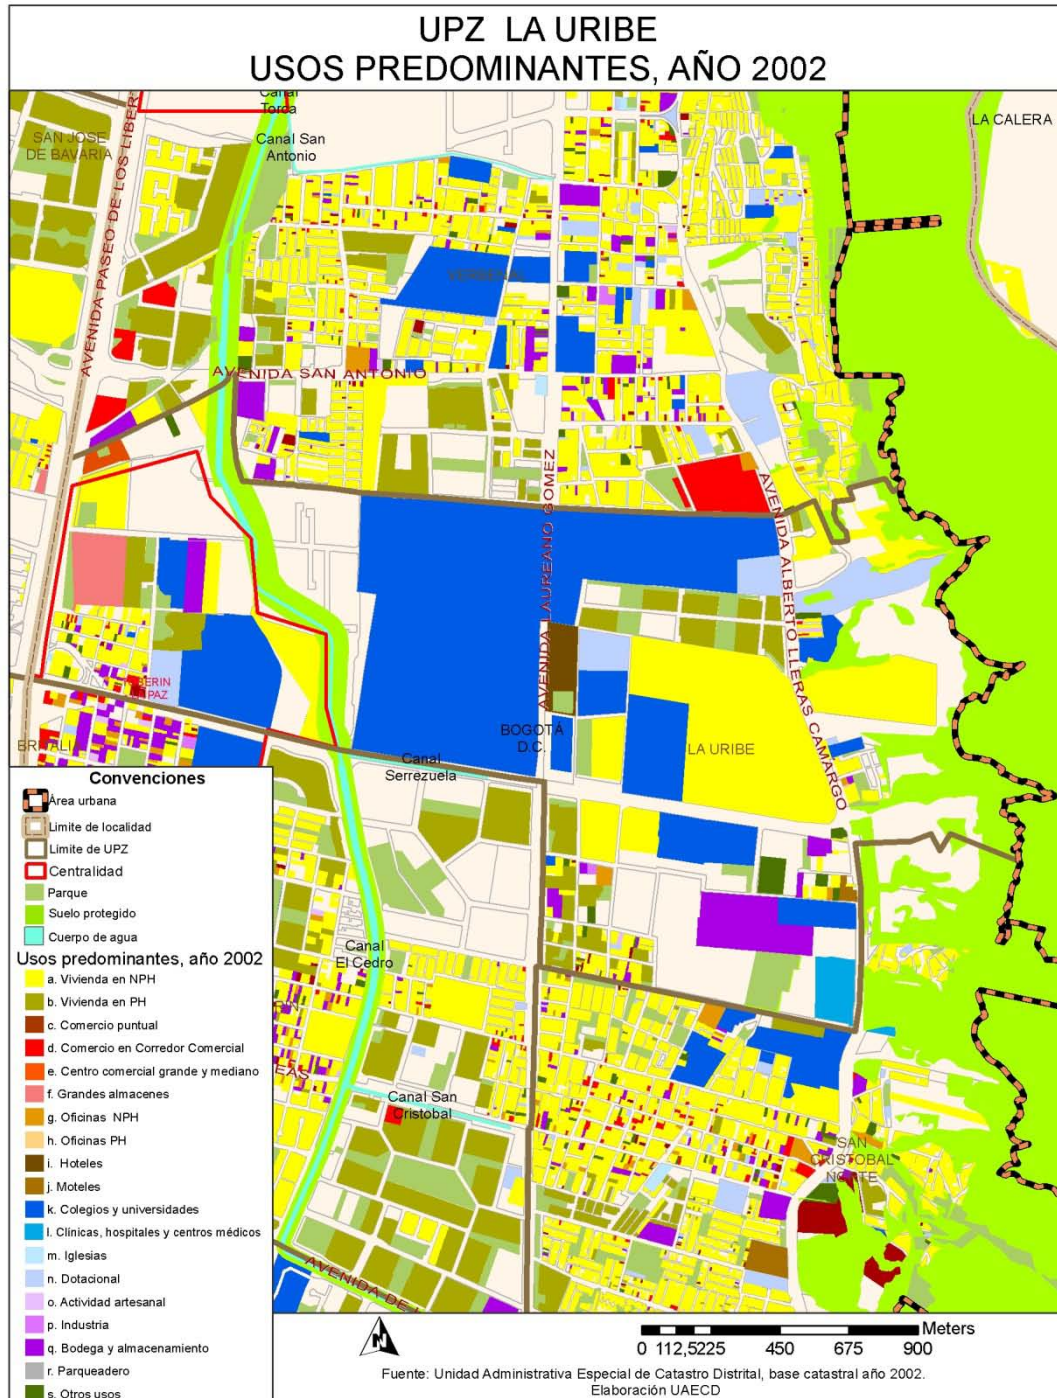 UPZ LA URIBE
USOS PREDOMINANTES, AÑO 2002
Canal
Torca
Canal San
Antonio
SAN JOSE
DE BAVARIA
AVENIDA PASEO DE LOS LIBERT
LA CALERA
VERBENAL
AVENIDA SAN ANTONIO
AVENIDA LAUREANO GOMEZ
AVENIDA ALBERTO LLERAS CAMARGO
BOGOTÁ
D.C.
LA URIBE
Canal
Serrezuela
Canal
El Cedro
Canal San
Cristobal
SAN
CRISTOBAL
NORTE
AVENIDA DE
Convenciones
Área urbana
Limite de localidad
Limite de UPZ
Centralidad
Parque
Suelo protegido
Cuerpo de agua
Usos predominantes, año 2002
a. Vivienda en NPH
b. Vivienda en PH
c. Comercio puntual
d. Comercio en Corredor Comercial
e. Centro comercial grande y mediano
f. Grandes almacenes
g. Oficinas NPH
h. Oficinas PH
i. Hoteles
j. Moteles
k. Colegios y universidades
l. Clínicas, hospitales y centros médicos
m. Iglesias
n. Dotacional
o. Actividad artesanal
p. Industria
q. Bodega y almacenamiento
r. Parqueadero
s. Otros usos
N
Meters
0 112,5225 450 675 900
Fuente: Unidad Administrativa Especial de Catastro Distrital, base catastral año 2002.
Elaboración UAECD